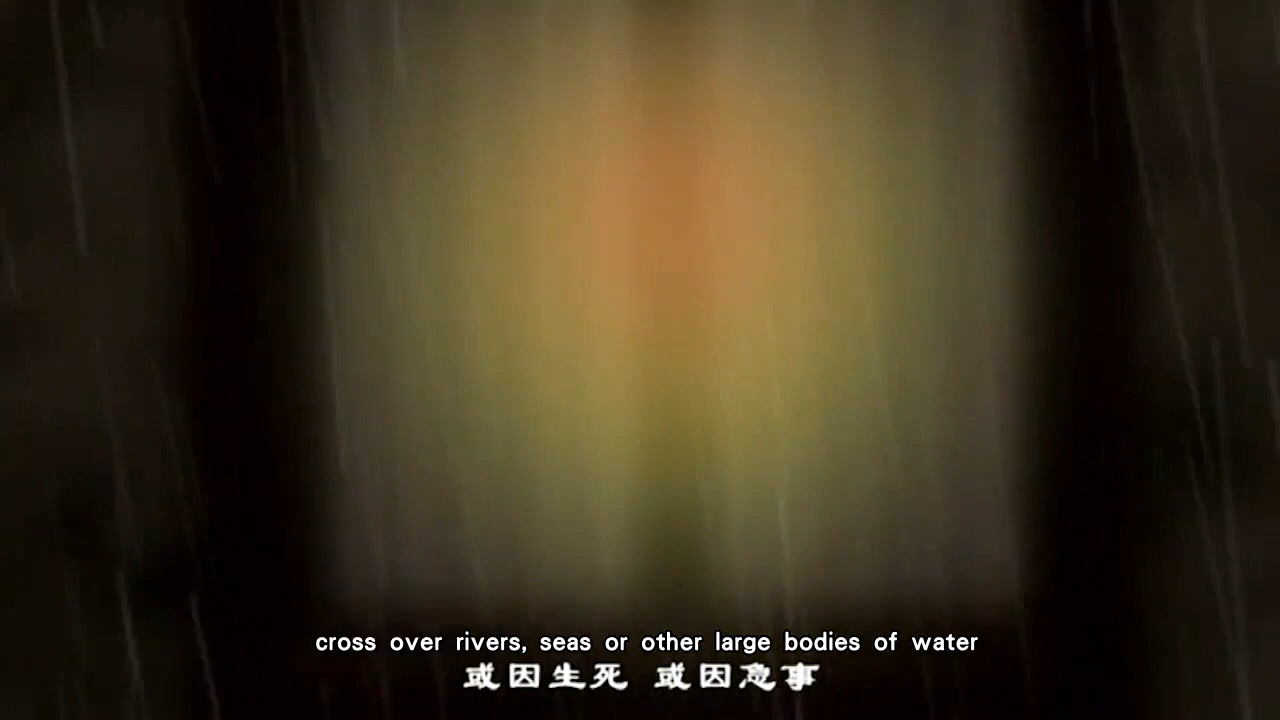 cross over rivers, seas or other large bodies of water
或因生死 或因急事